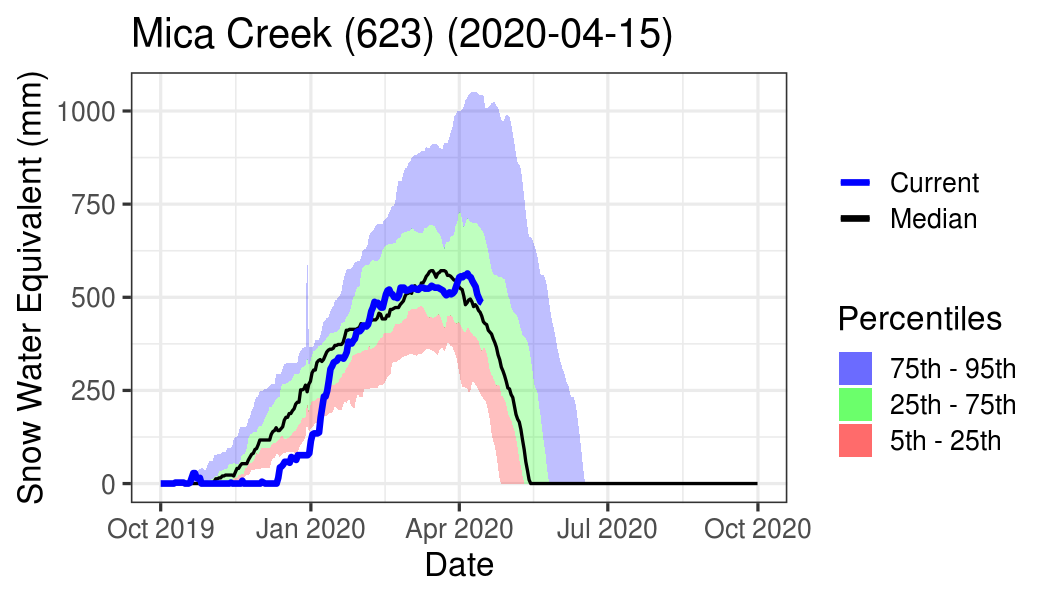 Mica Creek (623) (2020-04-15)
Snow Water Equivalent (mm)
1000
750
500
250
0
Oct 2019 Jan 2020 Apr 2020 Jul 2020 Oct 2020
Date
Current
Median
Percentiles
75th - 95th
25th - 75th
5th - 25th